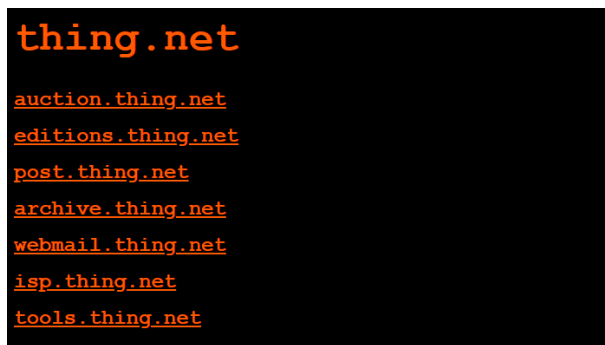 thing.net
auction.thing.net
editions.thing.net
post.thing.net
archive.thing.net
webmail.thing.net
isp.thing.net
tools.thing.net